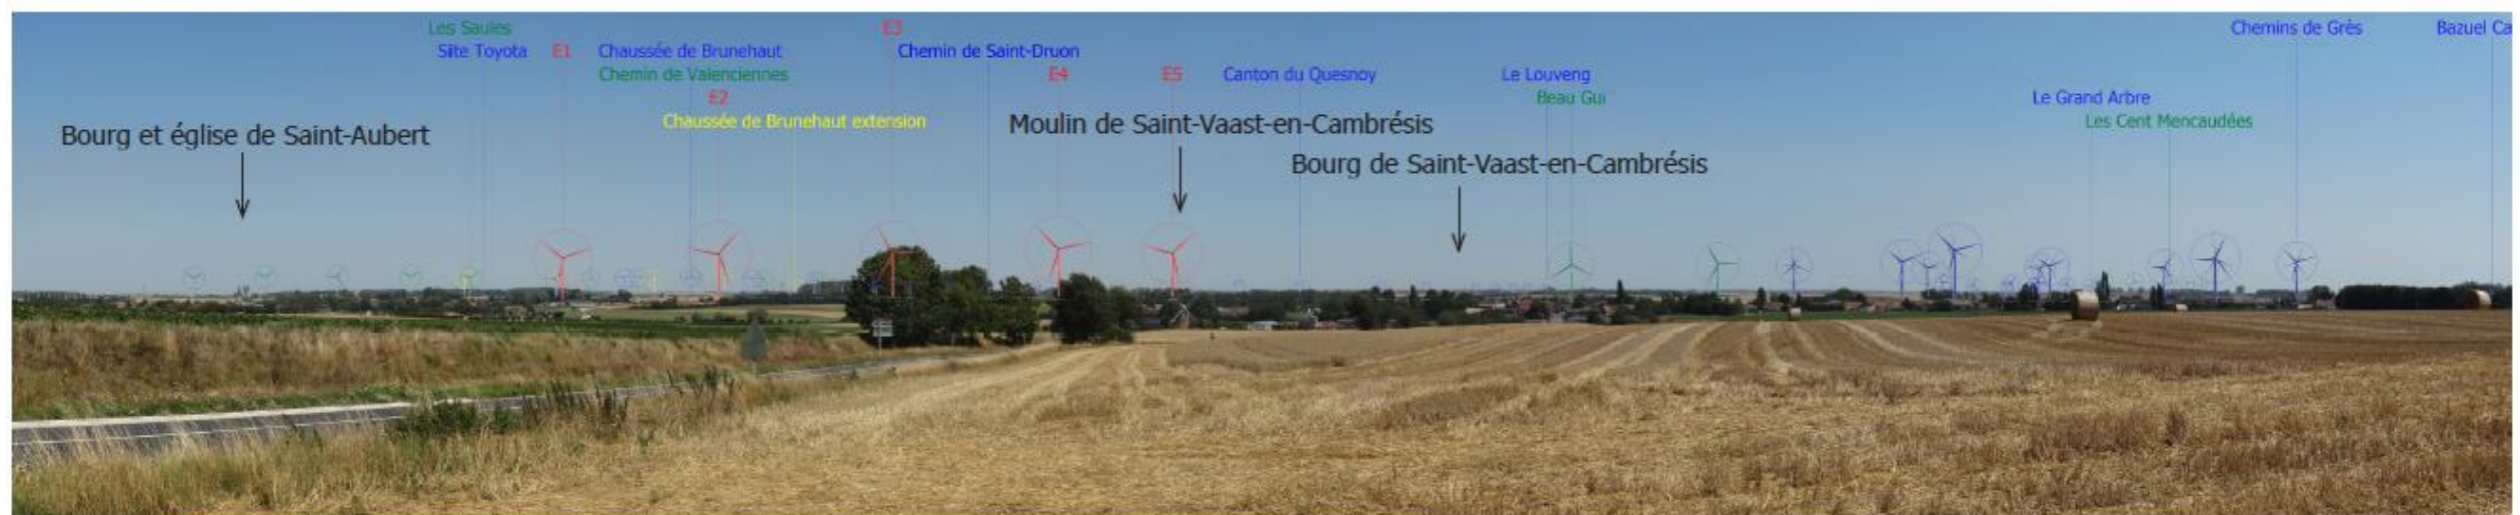 Les Saules
E3
Chemins de Grès
Bazuel Ca
Site Toyota
E1
Chaussée de Brunehaut
Chemin de Saint-Druon
Chemin de Valenciennes
E4
E5
Canton du Quesnoy
Le Louveng
E2
Beau Gui
Le Grand Arbre
Chaussée de Brunehaut extension
Moulin de Saint-Vaast-en-Cambrésis
Les Cent Mencaudées
Bourg et église de Saint-Aubert
Bourg de Saint-Vaast-en-Cambrésis